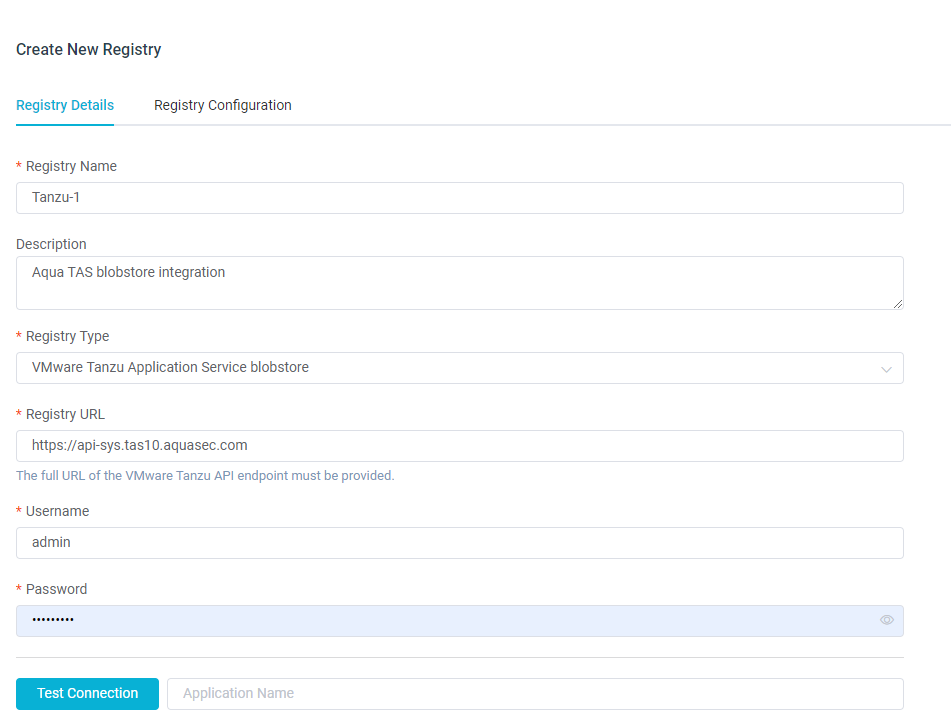 Create New Registry
Registry Details Registry Configuration
* Registry Name
Tanzu-1
Description
Aqua TAS blobstore integration
* Registry Type
VMware Tanzu Application Service blobstore
* Registry URL
https://api-sys.tas10.aquasec.com
The full URL of the VMware Tanzu API endpoint must be provided.
* Username
admin
* Password
•••••••••
Test Connection Application Name